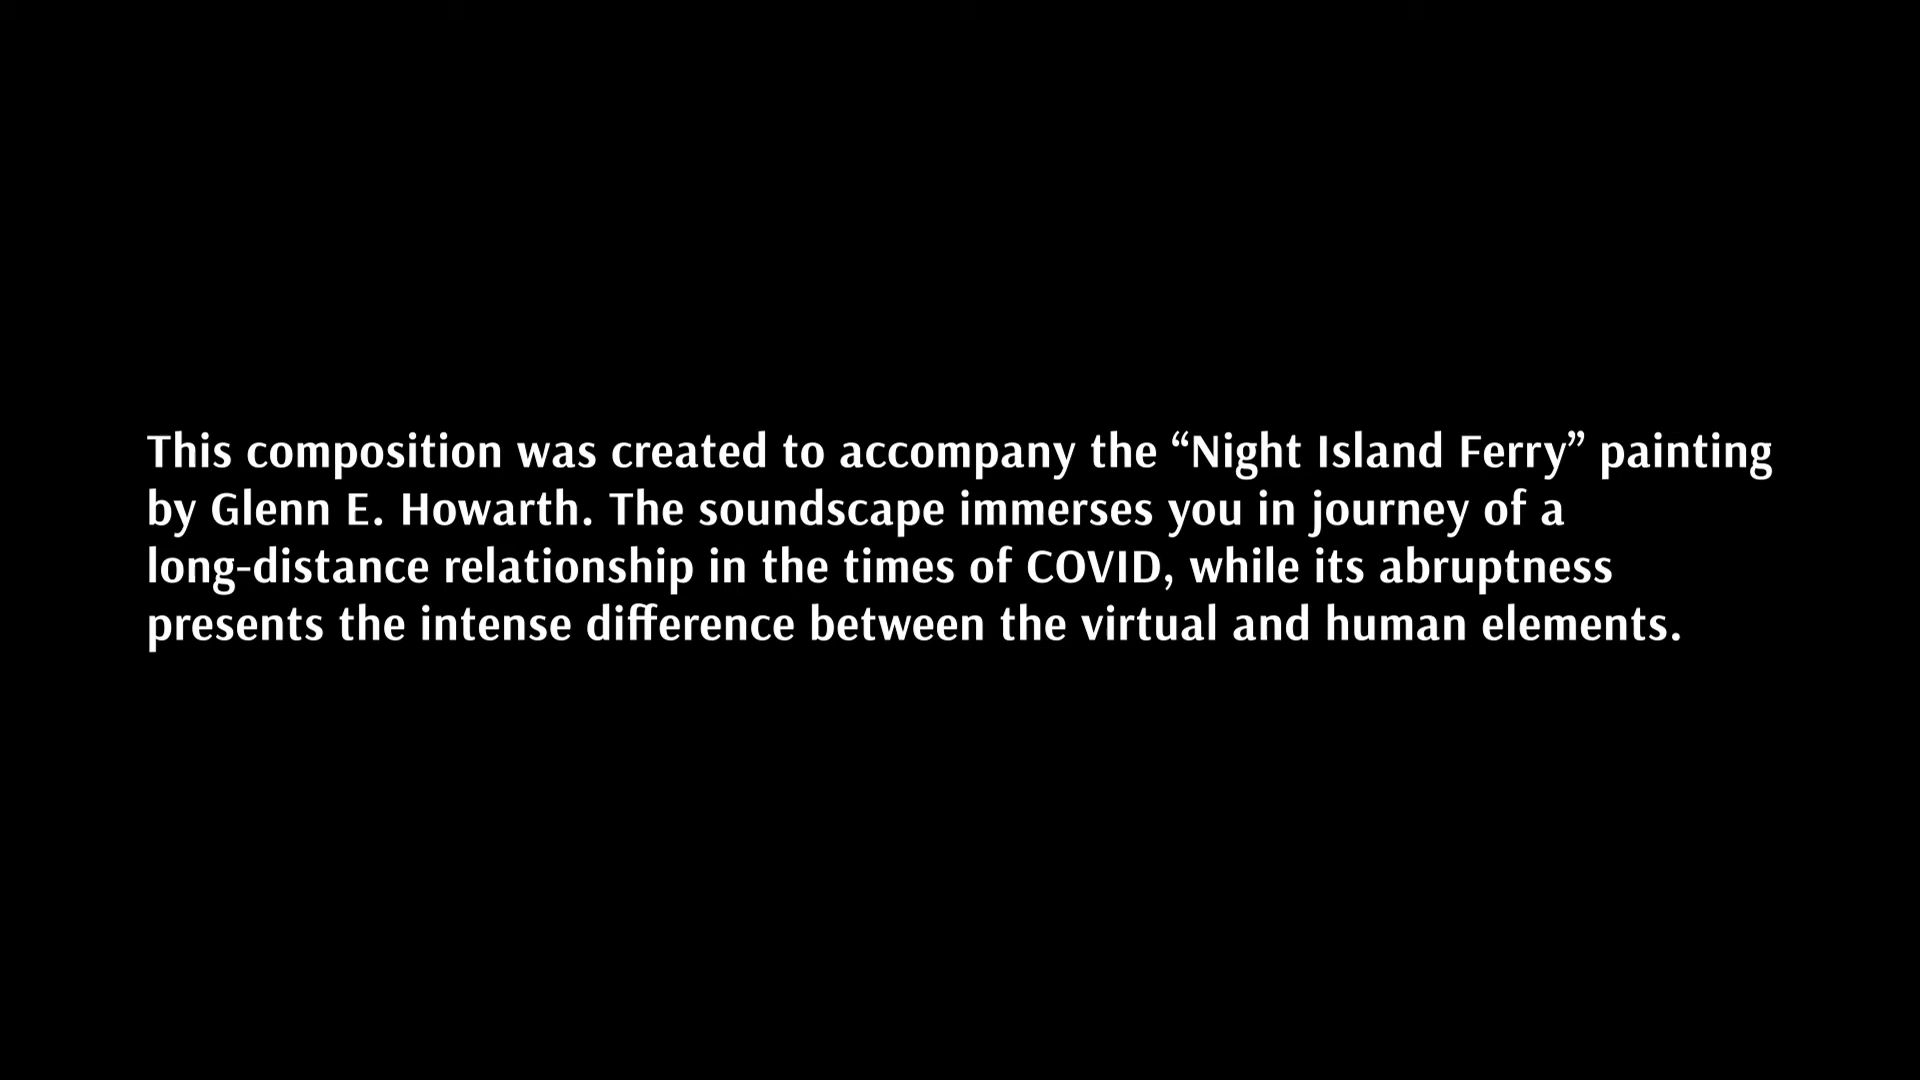 This composition was created to accompany the “Night Island Ferry” painting
by Glenn E. Howarth. The soundscape immerses you in journey of a
long-distance relationship in the times of COVID, while its abruptness
presents the intense difference between the virtual and human elements.